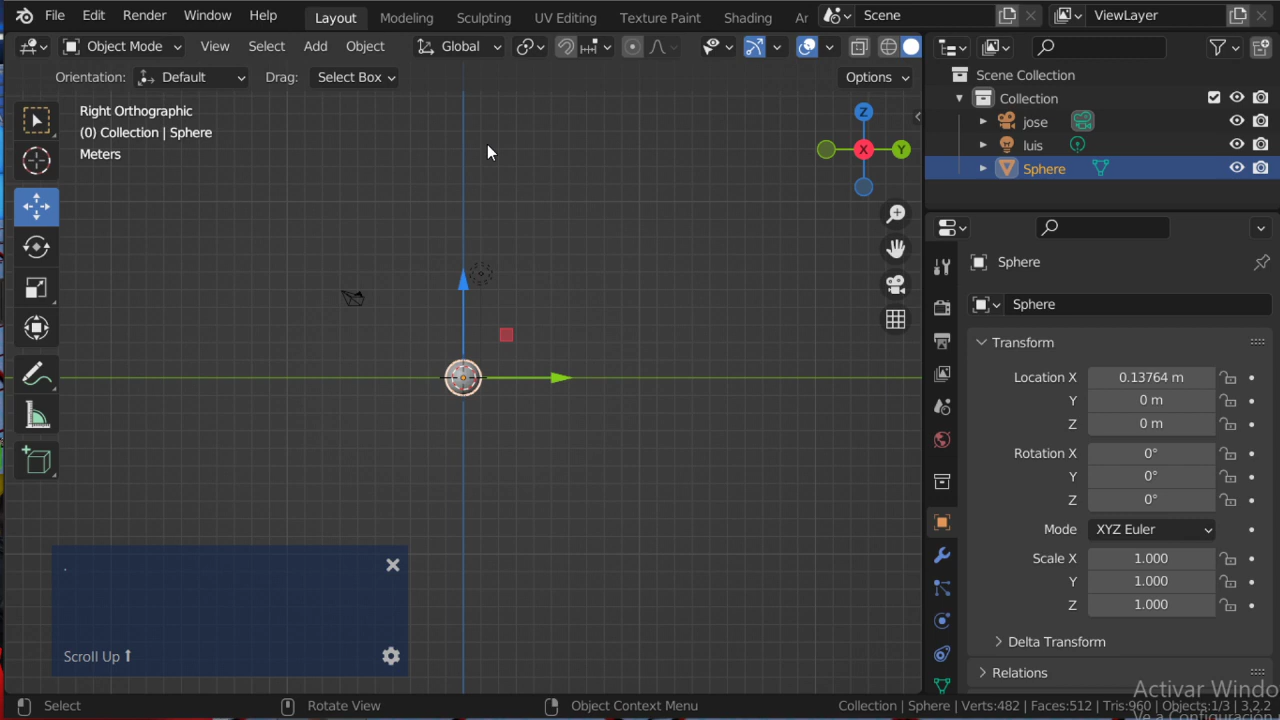 File Edit Render Window Help Layout Modeling Sculpting UV Editing Texture Paint Shading Ar Scene ViewLayer
Object Mode View Select Add Object Global
Orientation: Default Drag: Select Box Options
Right Orthographic
(0) Collection | Sphere
Meters
Z
X
Y
Scene Collection
Collection
jose
luis
Sphere
Sphere
Sphere
Transform
Location X 0.13764 m
Y 0 m
Z 0 m
Rotation X 0°
Y 0°
Z 0°
Mode XYZ Euler
Scale X 1.000
Y 1.000
Z 1.000
Delta Transform
Relations
.
Scroll Up
Select Rotate View Object Context Menu Collection | Sphere | Verts:482 | Faces:512 | Tris:960 | Objects:1/3 | 3.2.2
Activar Windo
Ve a Configuración